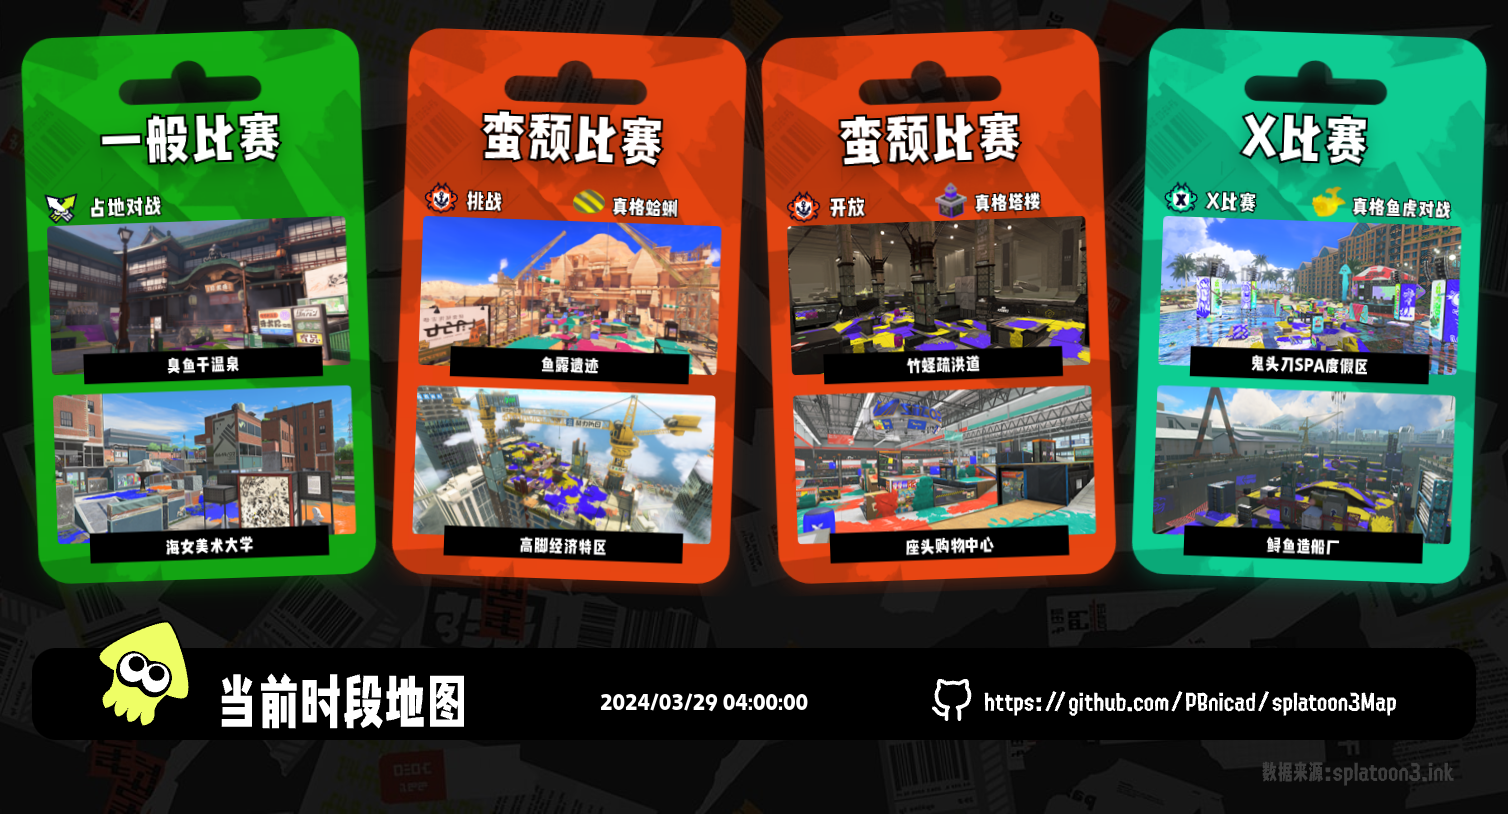 一般比赛
占地对战
臭鱼干温泉
海女美术大学
蛮颓比赛
挑战
真格蛤蜊
鱼露遗迹
高脚经济特区
蛮颓比赛
开放
真格塔楼
竹蛏疏洪道
座头购物中心
X比赛
X比赛
真格鱼虎对战
鬼头刀SPA度假区
鲟鱼造船厂
当前时段地图
2024/03/29 04:00:00
https://github.com/PBnicad/splatoon3Map
数据来源:splatoon3.ink